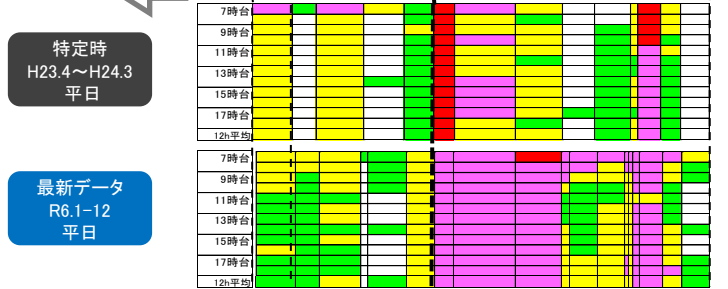 7時台
9時台
11時台
13時台
15時台
17時台
12h平均
特定時
H23.4～H24.3
平日
7時台
9時台
11時台
13時台
15時台
17時台
12h平均
最新データ
R6.1-12
平日